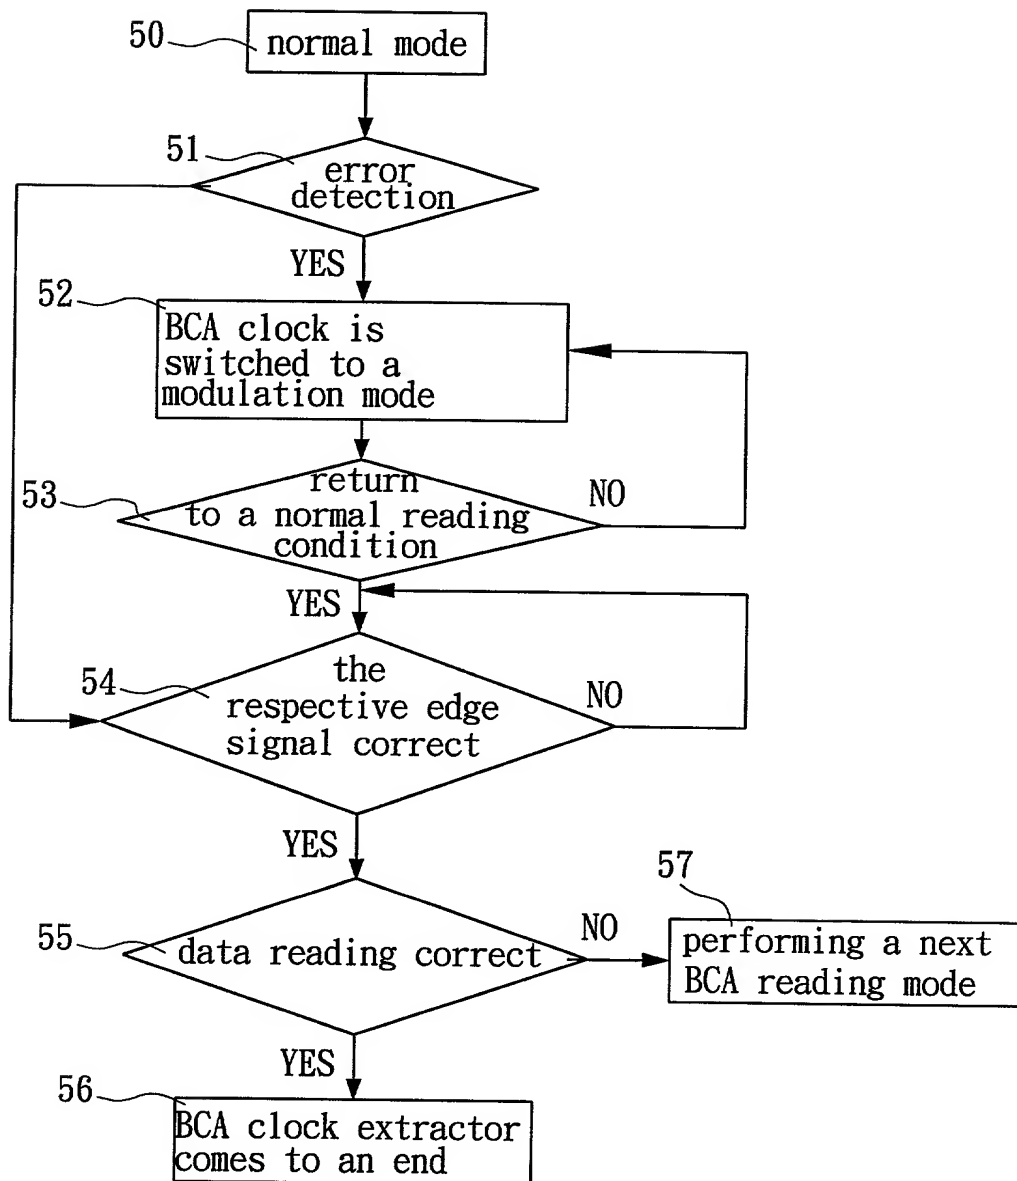 50
normal mode
51
error
detection
YES
52
BCA clock is
switched to a
modulation mode
53
return
to a normal reading
condition
NO
YES
54
the
respective edge
signal correct
NO
YES
55
data reading correct
NO
57
performing a next
BCA reading mode
YES
56
BCA clock extractor
comes to an end